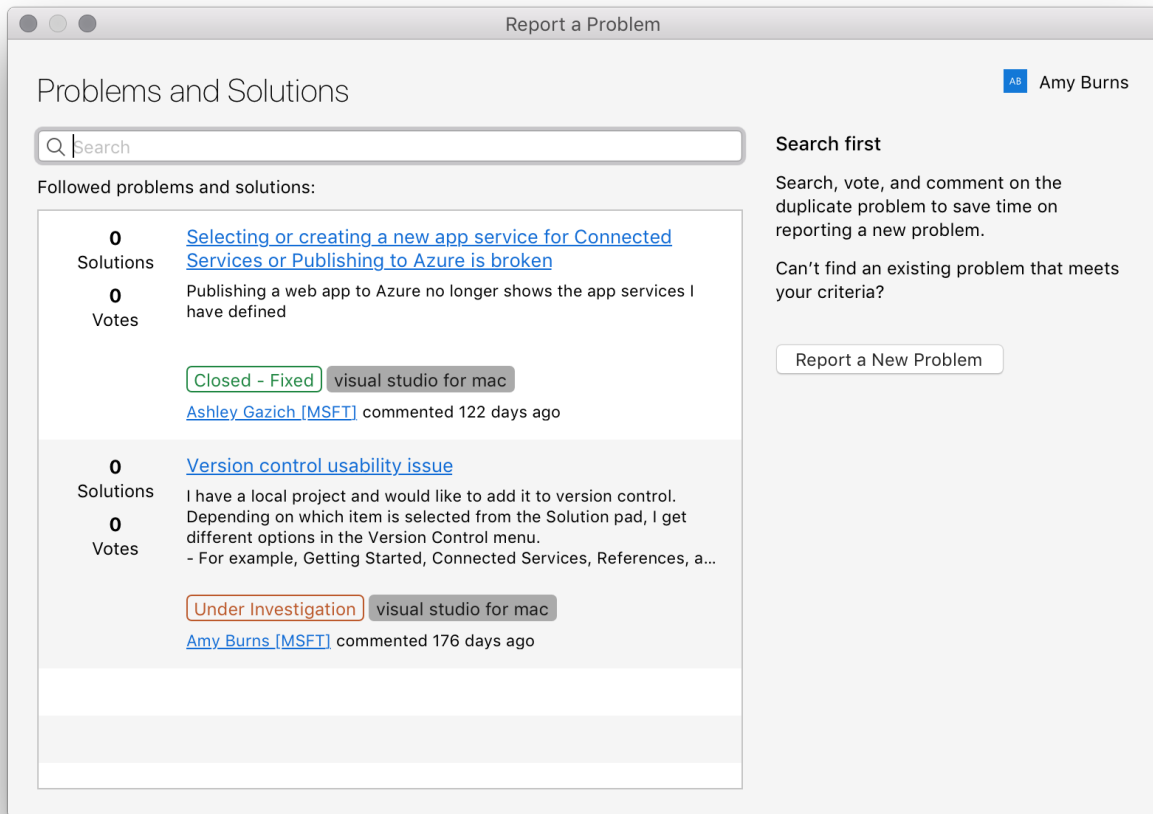 Report a Problem
Problems and Solutions
AB Amy Burns
Search
Followed problems and solutions:
0
Solutions
0
Votes
Selecting or creating a new app service for Connected
Services or Publishing to Azure is broken
Publishing a web app to Azure no longer shows the app services I
have defined
Closed - Fixed visual studio for mac
Ashley Gazich [MSFT] commented 122 days ago
0
Solutions
0
Votes
Version control usability issue
I have a local project and would like to add it to version control.
Depending on which item is selected from the Solution pad, I get
different options in the Version Control menu.
- For example, Getting Started, Connected Services, References, a...
Under Investigation visual studio for mac
Amy Burns [MSFT] commented 176 days ago
Search first
Search, vote, and comment on the
duplicate problem to save time on
reporting a new problem.
Can’t find an existing problem that meets
your criteria?
Report a New Problem